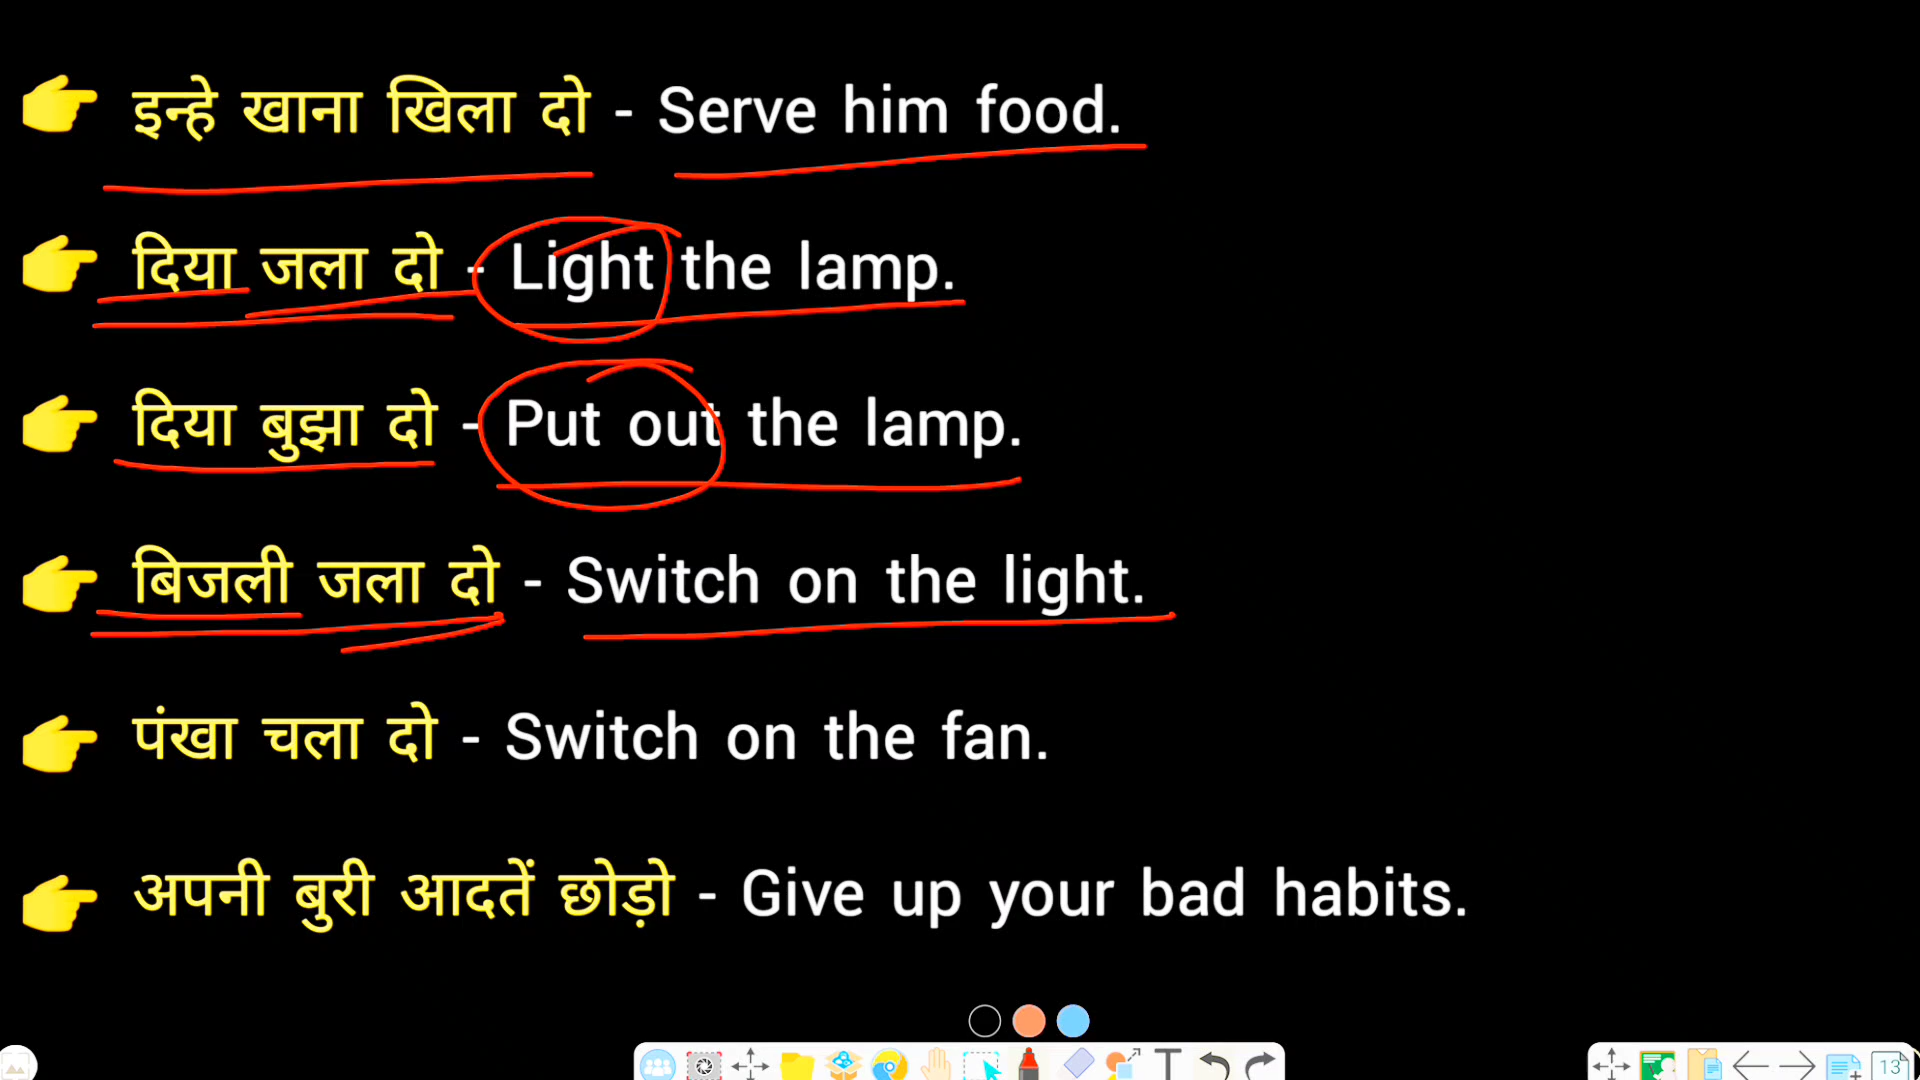 इन्हे खाना खिला दो - Serve him food.
दिया जला दो - Light the lamp.
दिया बुझा दो - Put out the lamp.
बिजली जला दो - Switch on the light.
पंखा चला दो - Switch on the fan.
अपनी बुरी आदतें छोड़ो - Give up your bad habits.
T
13